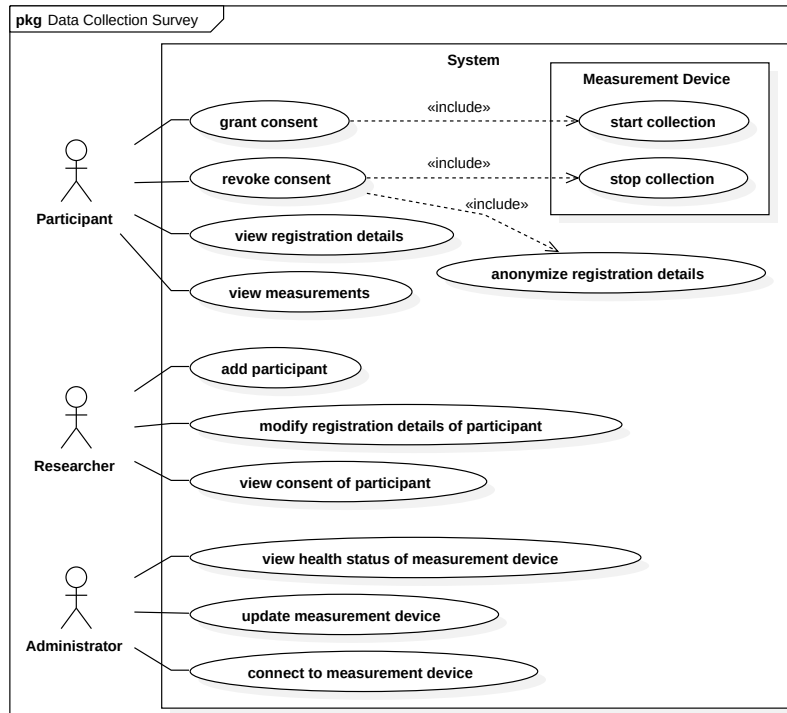 pkg Data Collection Survey
System
Measurement Device
grant consent
«include»
start collection
revoke consent
«include»
stop collection
«include»
Participant
view registration details
anonymize registration details
view measurements
add participant
modify registration details of participant
Researcher
view consent of participant
view health status of measurement device
update measurement device
Administrator
connect to measurement device